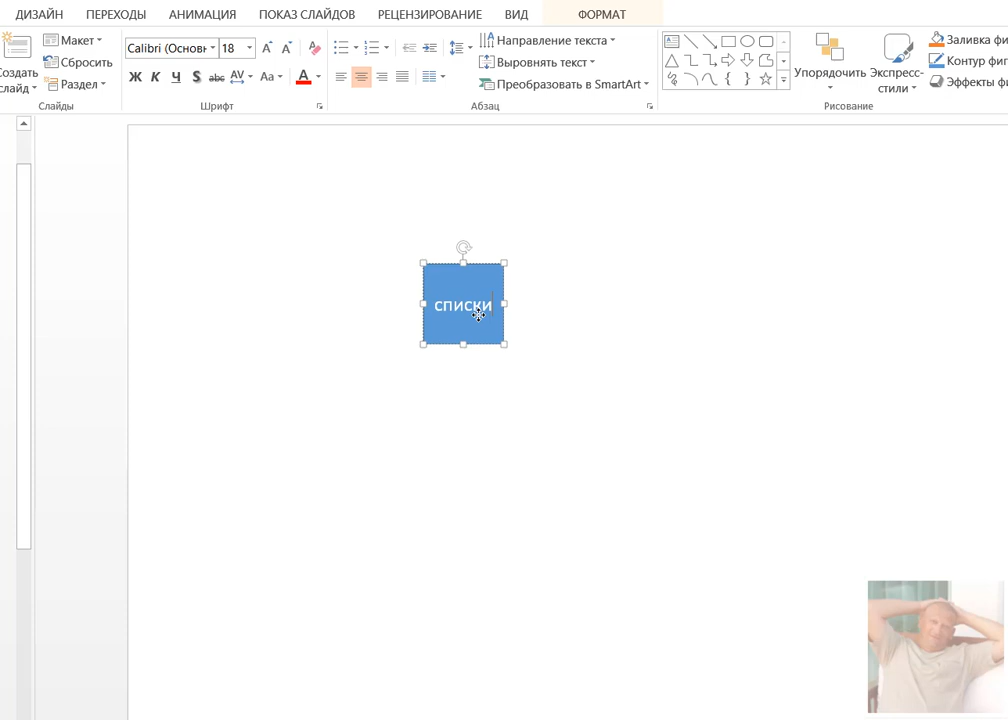 ДИЗАЙН ПЕРЕХОДЫ АНИМАЦИЯ ПОКАЗ СЛАЙДОВ РЕЦЕНЗИРОВАНИЕ ВИД ФОРМАТ
Создать слайд
Макет
Сбросить
Раздел
Слайды
Calibri (Основн 18
Ж К Ч S abc AV Aa А
Шрифт
Направление текста
Выровнять текст
Преобразовать в SmartArt
Абзац
Упорядочить
Экспресс-
стили
Заливка фи
Контур фиг
Эффекты фи
Рисование
списки